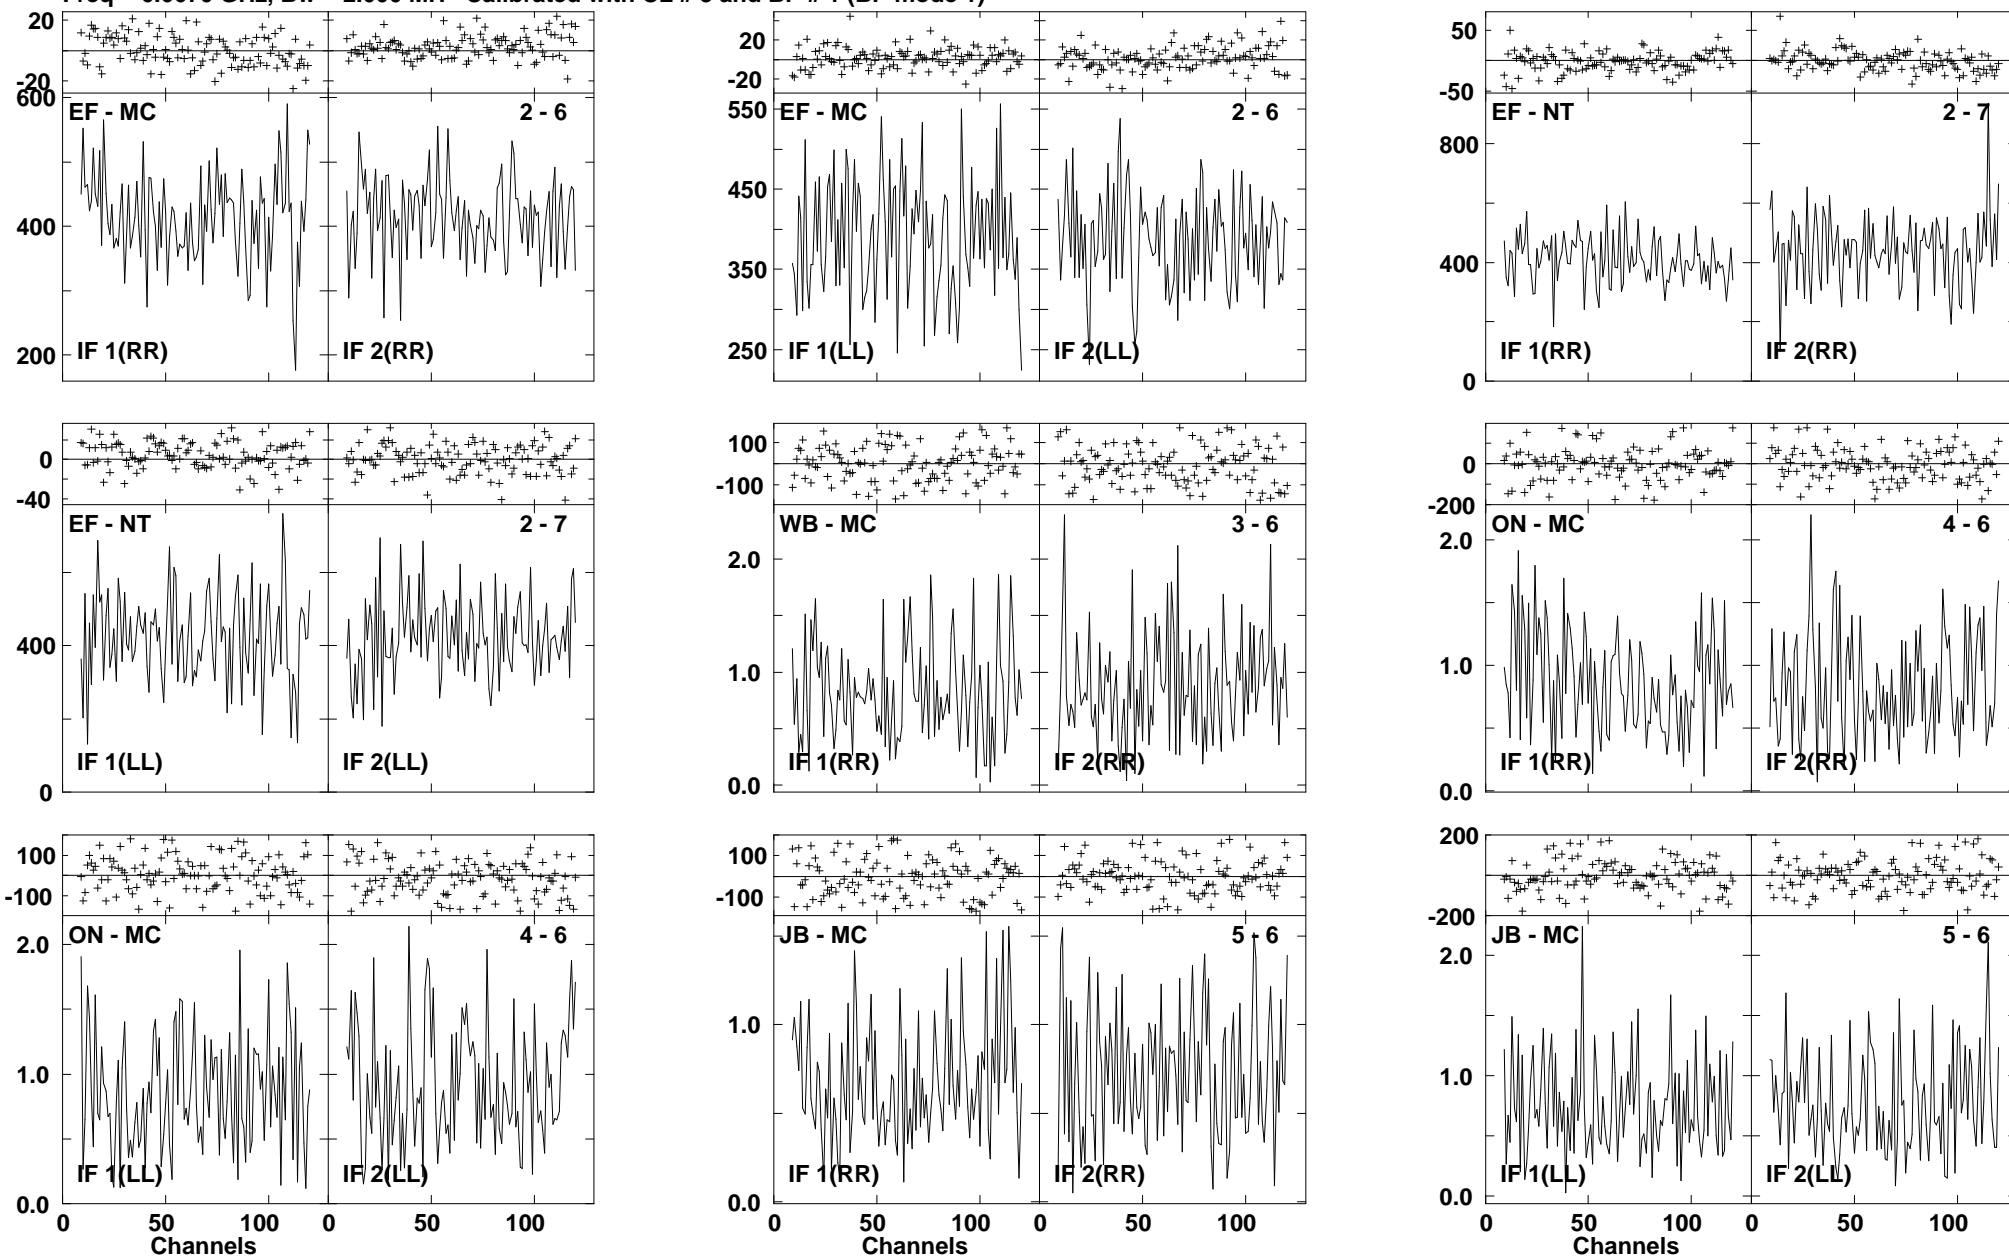 20
-20
600
400
200
EF - MC
2 - 6
IF 1(RR)
IF 2(RR)
20
-20
550
450
350
250
EF - MC
2 - 6
IF 1(LL)
IF 2(LL)
50
-50
800
400
0
EF - NT
2 - 7
IF 1(RR)
IF 2(RR)
0
-40
400
0
EF - NT
2 - 7
IF 1(LL)
IF 2(LL)
100
-100
2.0
1.0
0.0
WB - MC
3 - 6
IF 1(RR)
IF 2(RR)
0
-200
2.0
1.0
0.0
ON - MC
4 - 6
IF 1(RR)
IF 2(RR)
100
-100
2.0
1.0
0.0
ON - MC
4 - 6
IF 1(LL)
IF 2(LL)
0 50 100 0 50 100
Channels
100
-100
1.0
0.0
JB - MC
5 - 6
IF 1(RR)
IF 2(RR)
0 50 100 0 50 100
Channels
200
-200
2.0
1.0
0.0
JB - MC
5 - 6
IF 1(LL)
IF 2(LL)
0 50 100 0 50 100
Channels